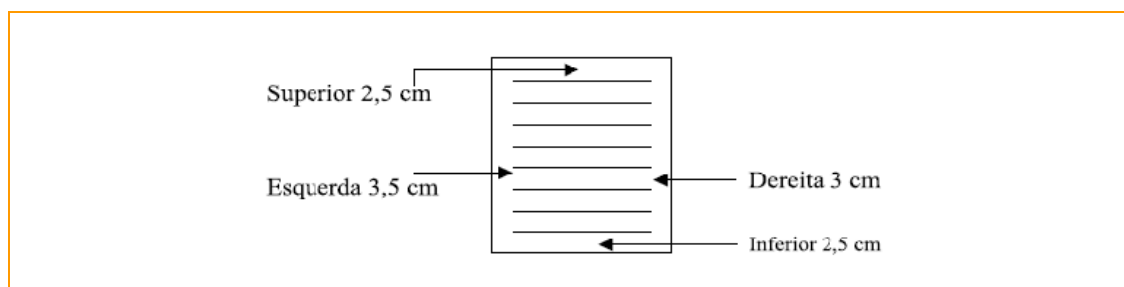 Superior 2,5 cm
Esquerda 3,5 cm
Dereita 3 cm
Inferior 2,5 cm